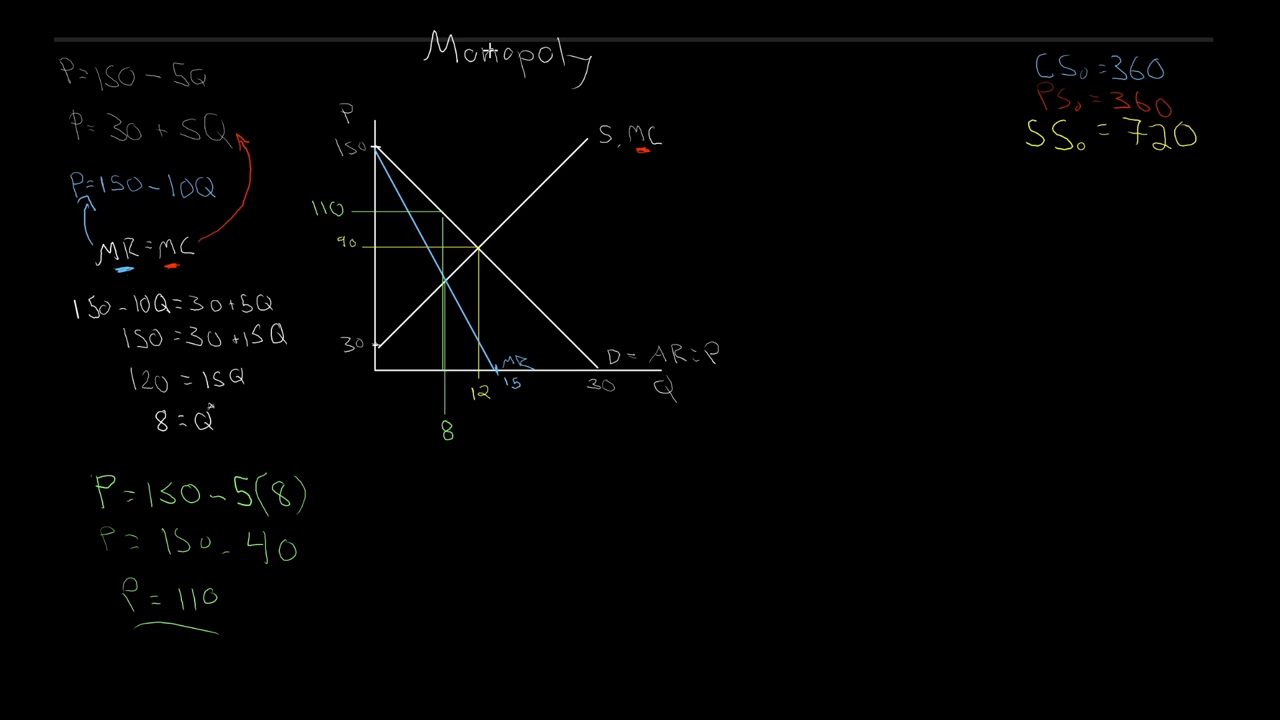 Monopoly
P=150-5Q
P=30+5Q
P=150-10Q
MR=MC
150-10Q=30+5Q
150=30+15Q
120=15Q
8=Q*
P=150-5(8)
P=150-40
P=110
P
150
110
90
30
S, MC
D=AR=P
MR
12
15
30
Q
8
CS₀=360
PS₀=360
SS₀=720